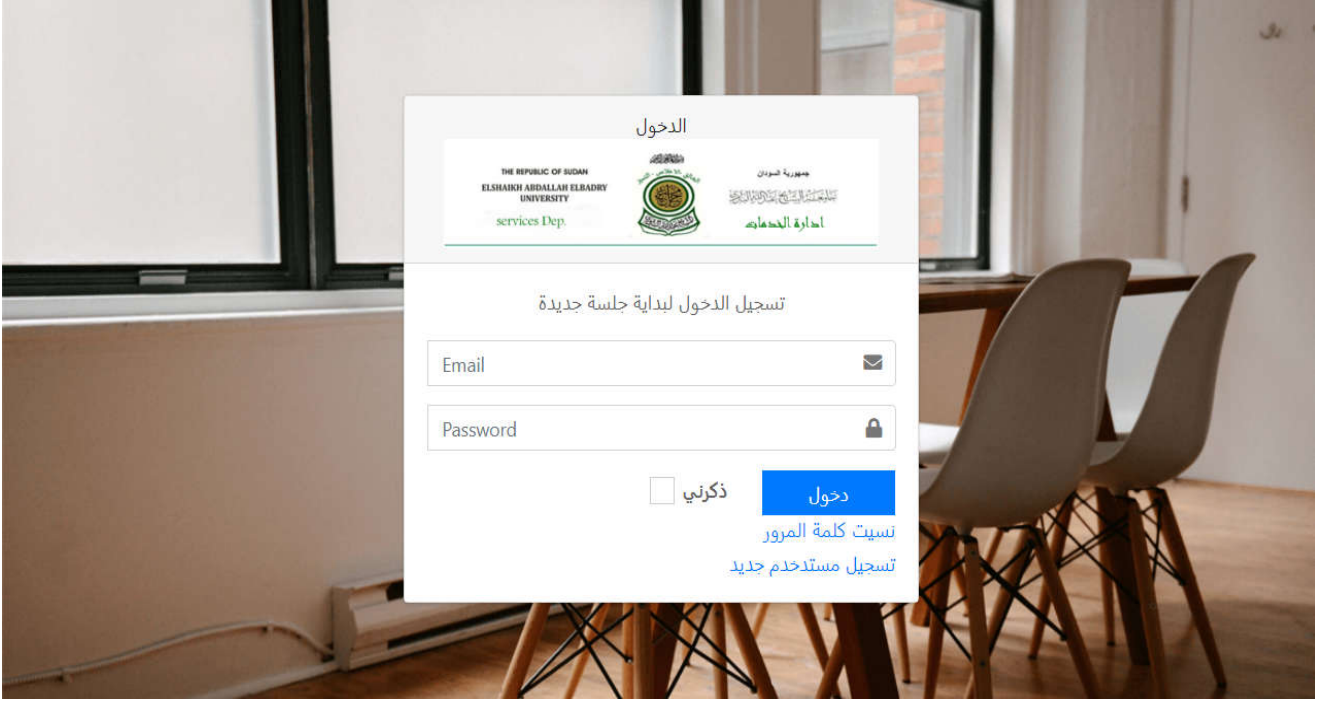 الدخول
THE REPUBLIC OF SUDAN
ELSHAIKH ABDALLAH ELBADRY
UNIVERSITY
services Dep.
جمهورية السودان
ادارة الخدمات
تسجيل الدخول لبداية جلسة جديدة
Email
Password
ذكرني
دخول
نسيت كلمة المرور
تسجيل مستدخدم جديد